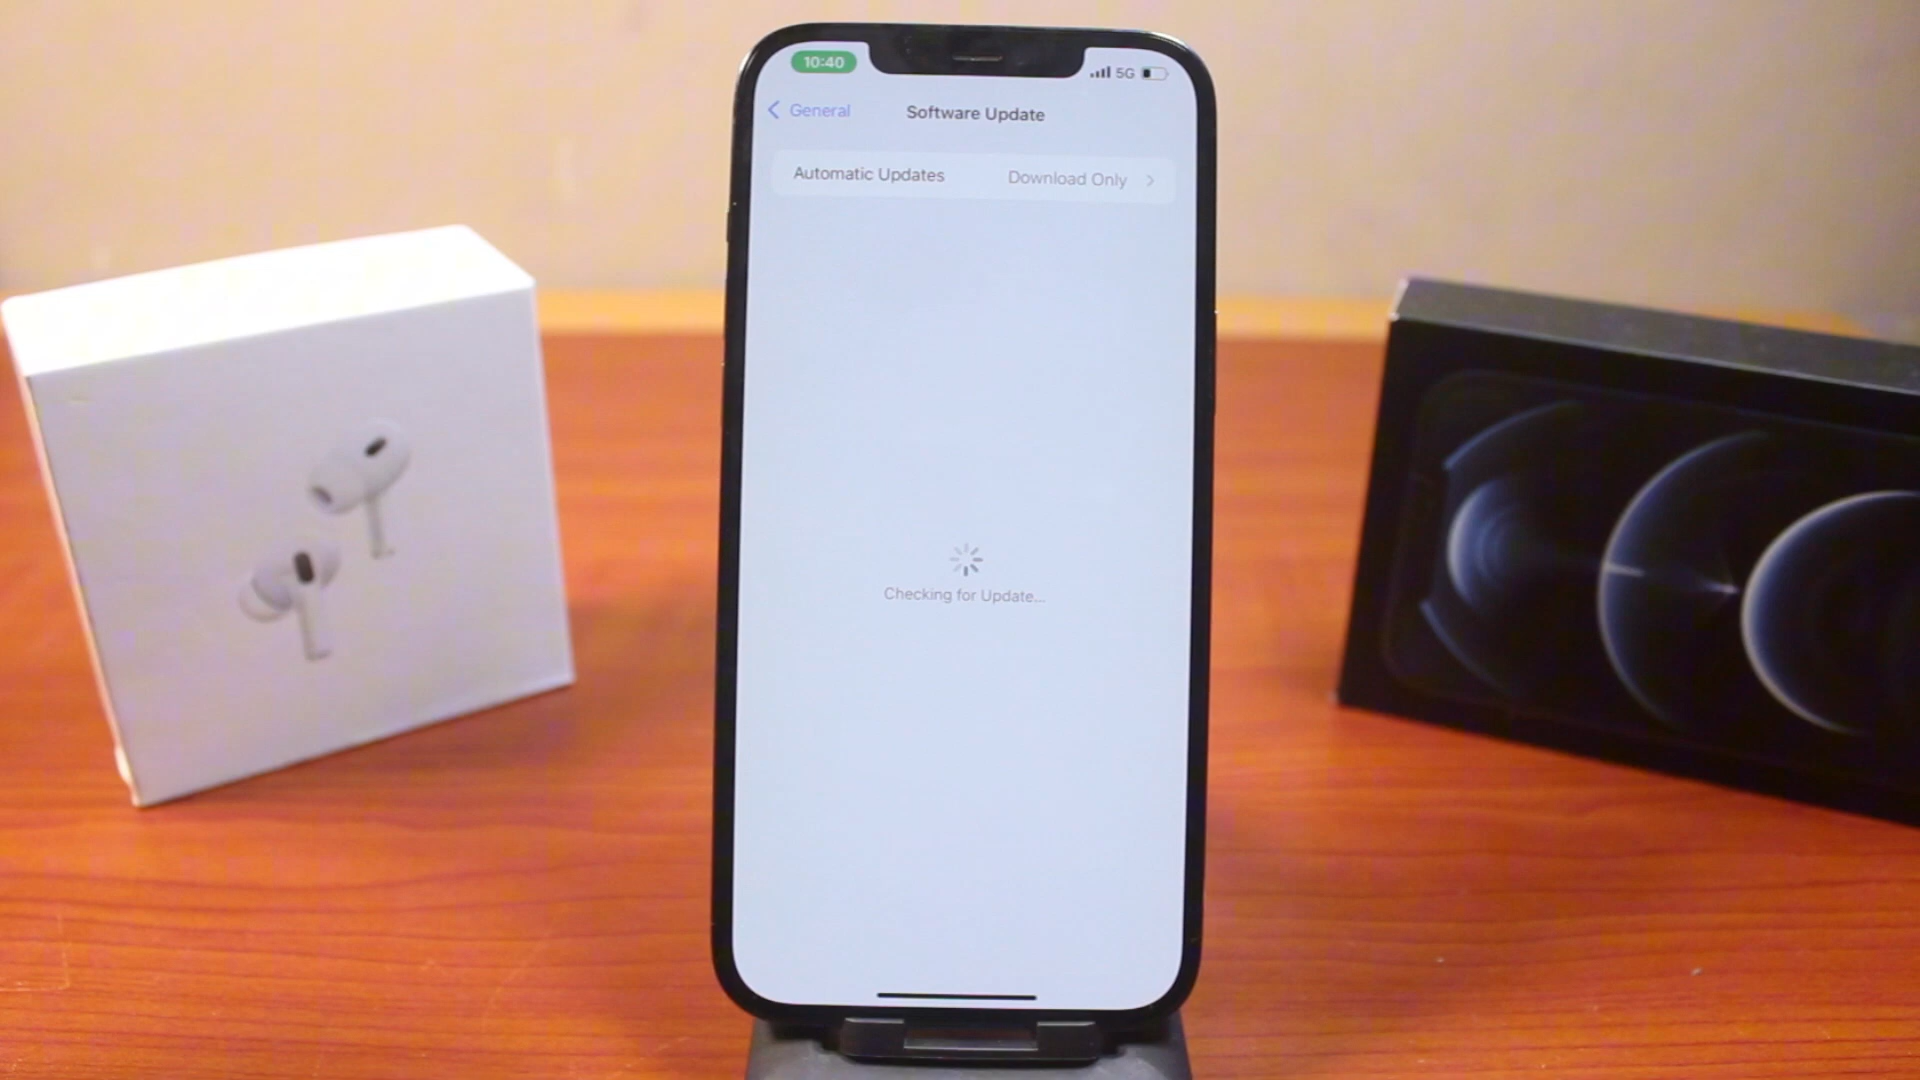 10:40
5G
General
Software Update
Automatic Updates
Download Only
Checking for Update...